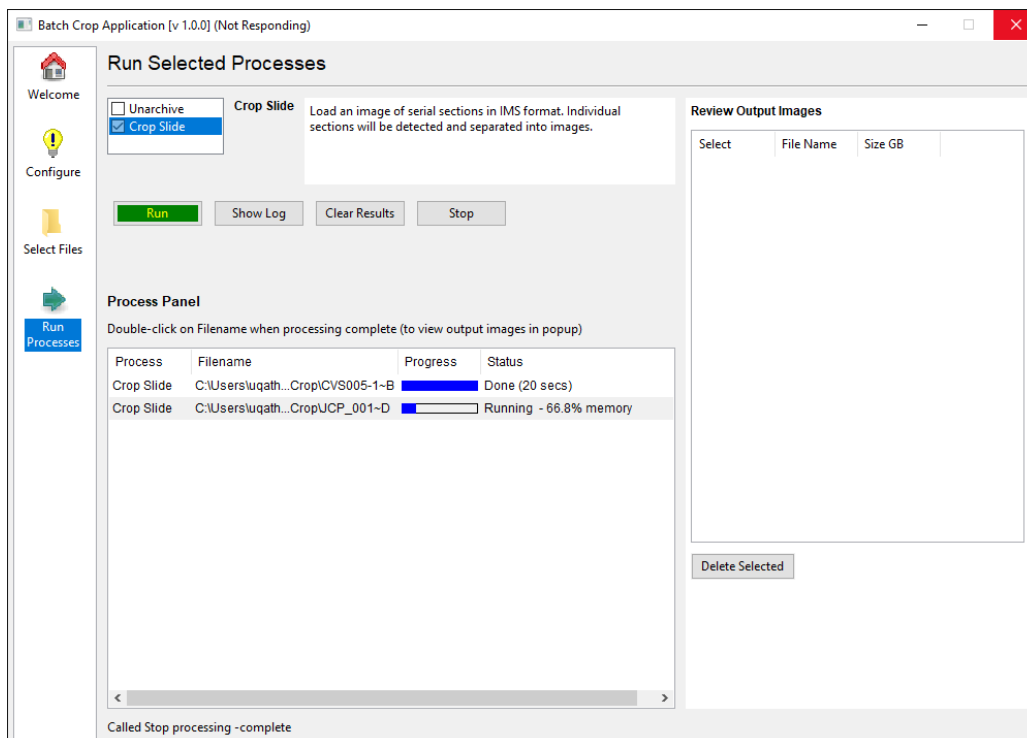 Batch Crop Application [v 1.0.0] (Not Responding)
Welcome
Configure
Select Files
Run
Processes
Run Selected Processes
Unarchive
Crop Slide
Crop Slide
Load an image of serial sections in IMS format. Individual
sections will be detected and separated into images.
Run
Show Log
Clear Results
Stop
Process Panel
Double-click on Filename when processing complete (to view output images in popup)
Process Filename Progress Status
Crop Slide C:\Users\uqath...Crop\CVS005-1~B Done (20 secs)
Crop Slide C:\Users\uqath...Crop\JCP_001~D Running - 66.8% memory
Called Stop processing -complete
Review Output Images
Select File Name Size GB
Delete Selected